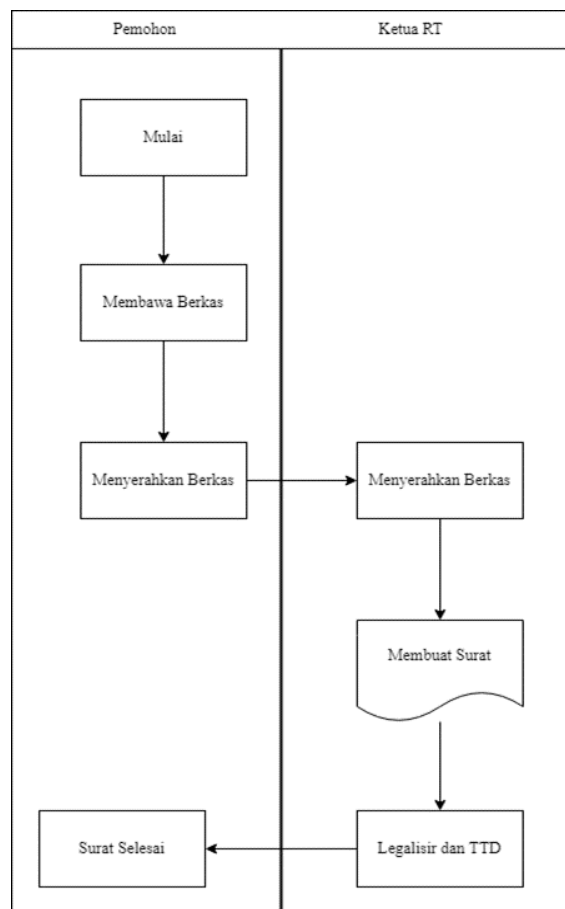 Pemohon
Ketua RT
Mulai
Membawa Berkas
Menyerahkan Berkas
Menyerahkan Berkas
Membuat Surat
Legalisir dan TTD
Surat Selesai